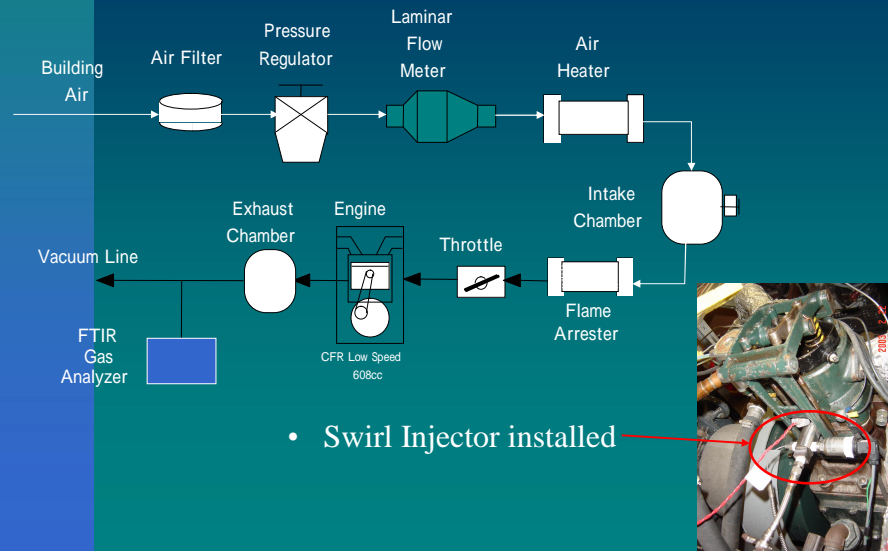 Building
Air
Air Filter
Pressure
Regulator
Laminar
Flow
Meter
Air
Heater
Intake
Chamber
Flame
Arrester
Throttle
Engine
CFR Low Speed
608cc
Exhaust
Chamber
Vacuum Line
FTIR
Gas
Analyzer
• Swirl Injector installed